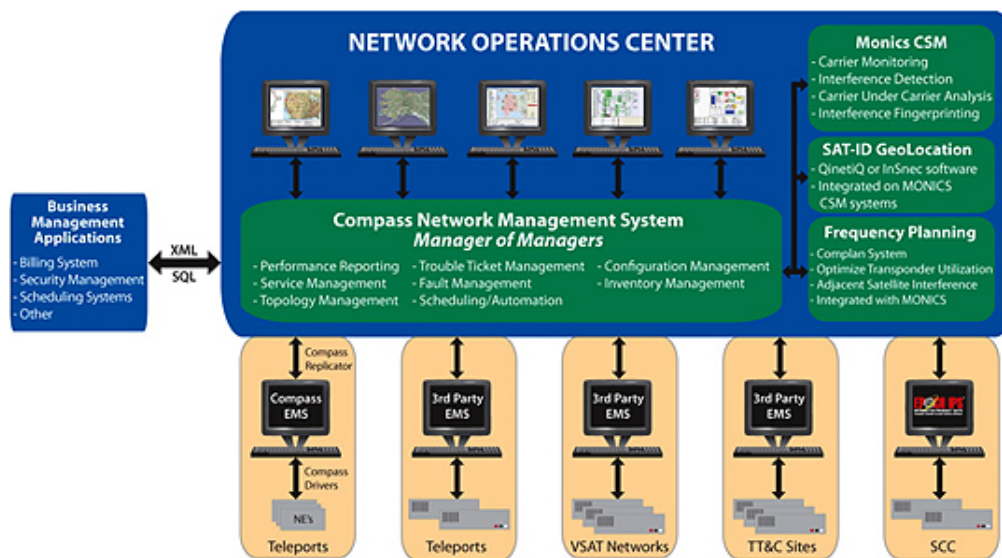 NETWORK OPERATIONS CENTER
Monics CSM
- Carrier Monitoring
- Interference Detection
- Carrier Under Carrier Analysis
- Interference Fingerprinting
SAT-ID GeoLocation
- QinetiQ or InSnec software
- Integrated on MONICS
CSM systems
Frequency Planning
- Complan System
- Optimize Transponder Utilization
- Adjacent Satellite Interference
- Integrated with MONICS
Business
Management
Applications
- Billing System
- Security Management
- Scheduling Systems
- Other
XML
SQL
Compass Network Management System
Manager of Managers
- Performance Reporting
- Service Management
- Topology Management
- Trouble Ticket Management
- Fault Management
- Scheduling/Automation
- Configuration Management
- Inventory Management
Compass
Replicator
Compass
EMS
Compass
Drivers
NE's
Teleports
3rd Party
EMS
Teleports
3rd Party
EMS
VSAT Networks
3rd Party
EMS
TT&C Sites
SCC